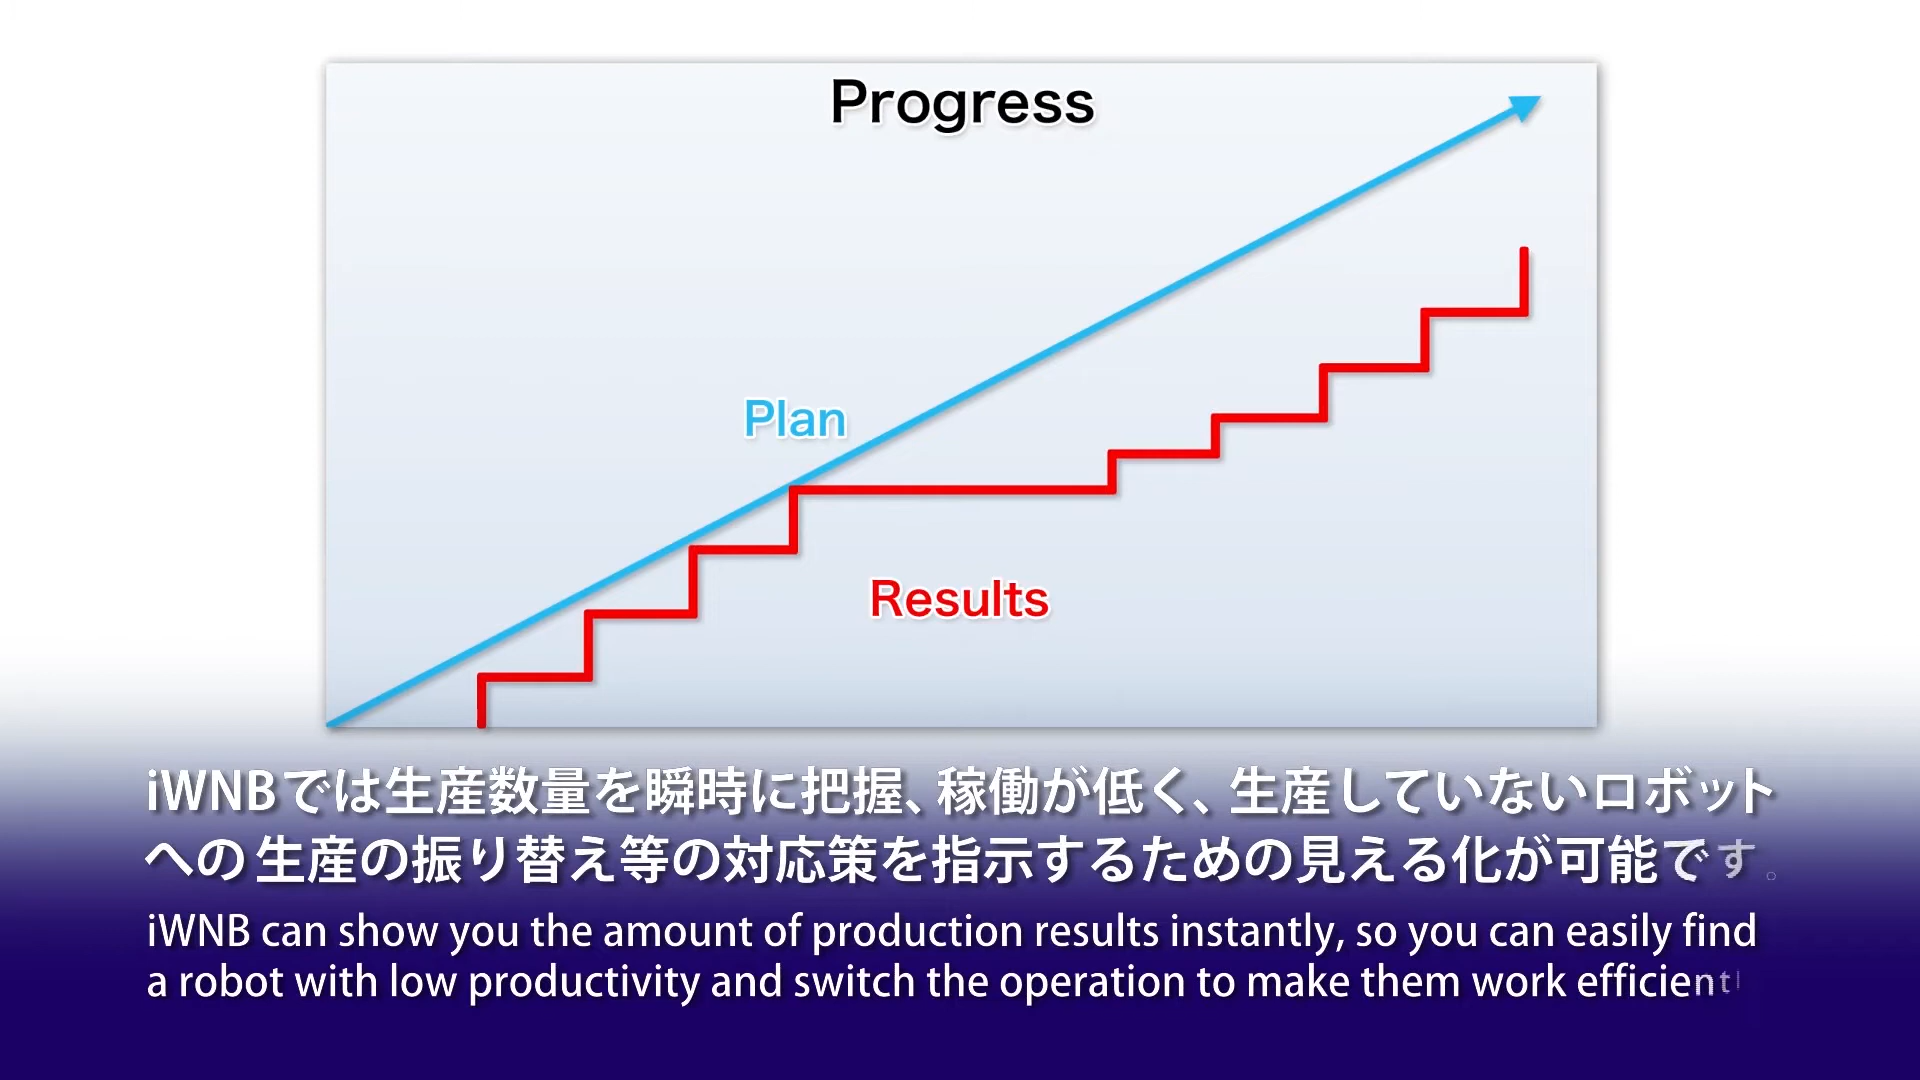 Progress
Plan
Results
iWNBでは生産数量を瞬時に把握、稼働が低く、生産していないロボット
への生産の振り替え等の対応策を指示するための見える化が可能です。
iWNB can show you the amount of production results instantly, so you can easily find
a robot with low productivity and switch the operation to make them work efficientl